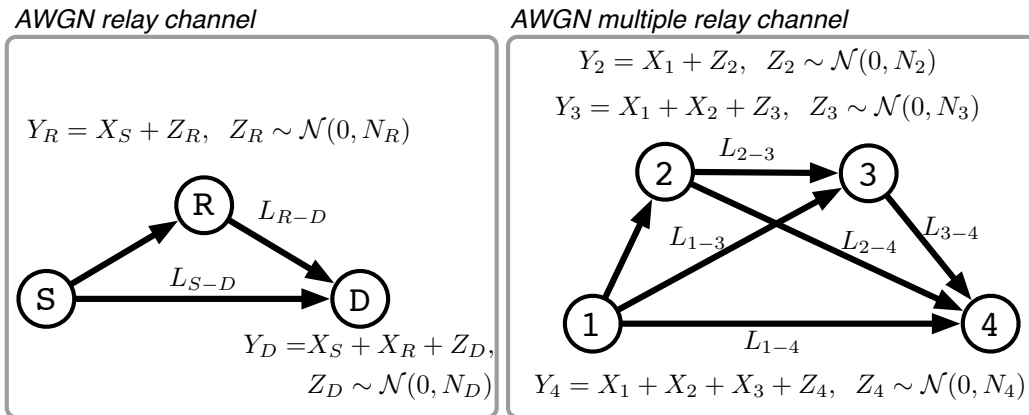 AWGN relay channel
Y_R = X_S + Z_R, Z_R ∼ 𝒩(0, N_R)
R
L_{R−D}
L_{S−D}
S
D
Y_D = X_S + X_R + Z_D,
Z_D ∼ 𝒩(0, N_D)
AWGN multiple relay channel
Y_2 = X_1 + Z_2, Z_2 ∼ 𝒩(0, N_2)
Y_3 = X_1 + X_2 + Z_3, Z_3 ∼ 𝒩(0, N_3)
L_{2−3}
2
3
L_{1−3}
L_{2−4}
L_{3−4}
1
4
L_{1−4}
Y_4 = X_1 + X_2 + X_3 + Z_4, Z_4 ∼ 𝒩(0, N_4)